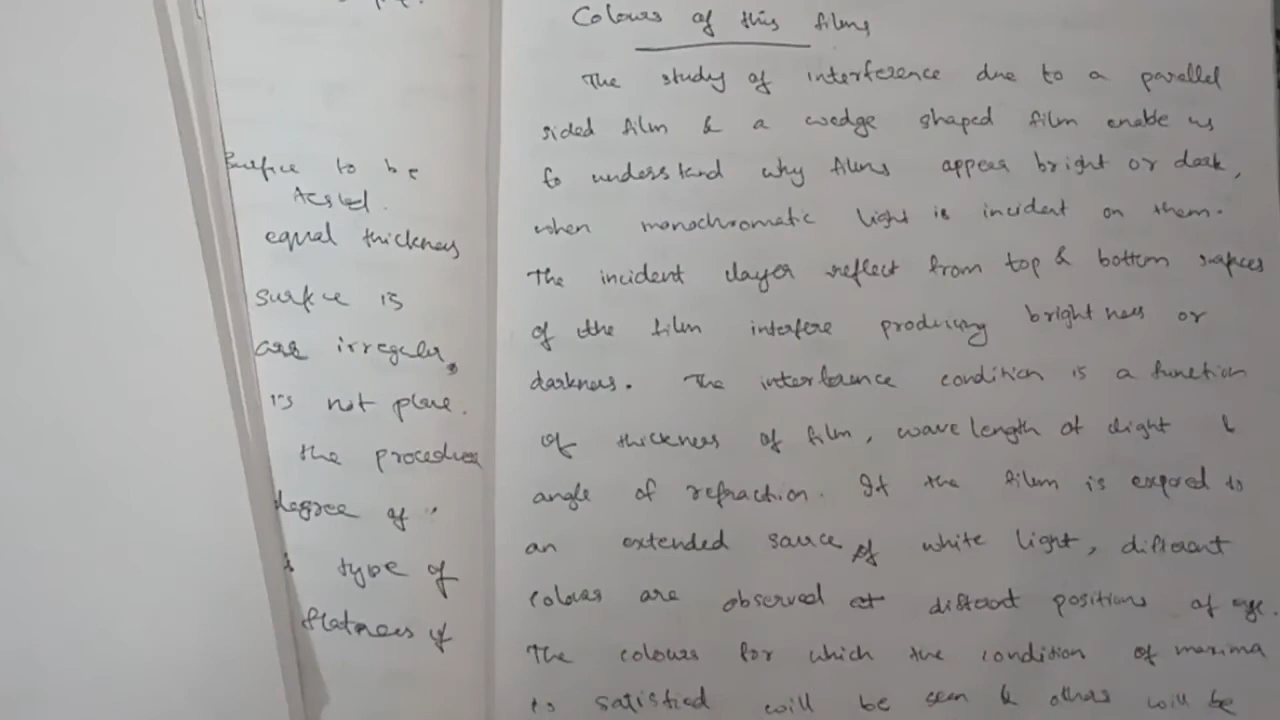 Surfce to be
Acsted.
equal thickness
surfce is
are irregular,
is not plane.
the procedure
degree of
type of
flatness of
Colours of this films
The study of interference due to a parallel
sided film & a wedge shaped film enable us
to understand why films appear bright or dark,
when monochromatic light is incident on them.
The incident layer reflect from top & bottom surfaces
of the film interfere producing brightness or
darkness. The interference condition is a function
of thickness of film, wave length of light &
angle of refraction. If the film is exposed to
an extended source of white light, different
colours are observed at different positions of eye.
The colours for which the condition of maxima
is satisfied will be seen & others will be